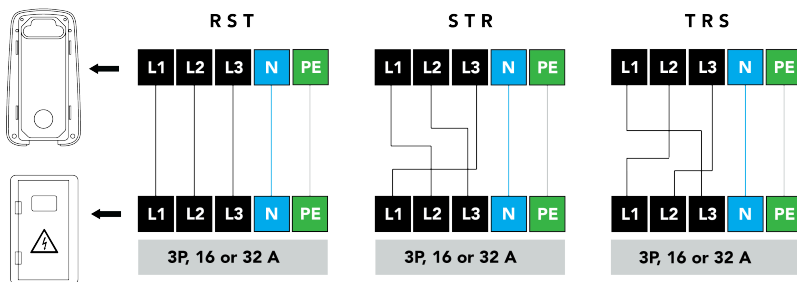 RST STR TRS
L1 L2 L3 N PE L1 L2 L3 N PE L1 L2 L3 N PE
L1 L2 L3 N PE L1 L2 L3 N PE L1 L2 L3 N PE
3P, 16 or 32 A 3P, 16 or 32 A 3P, 16 or 32 A